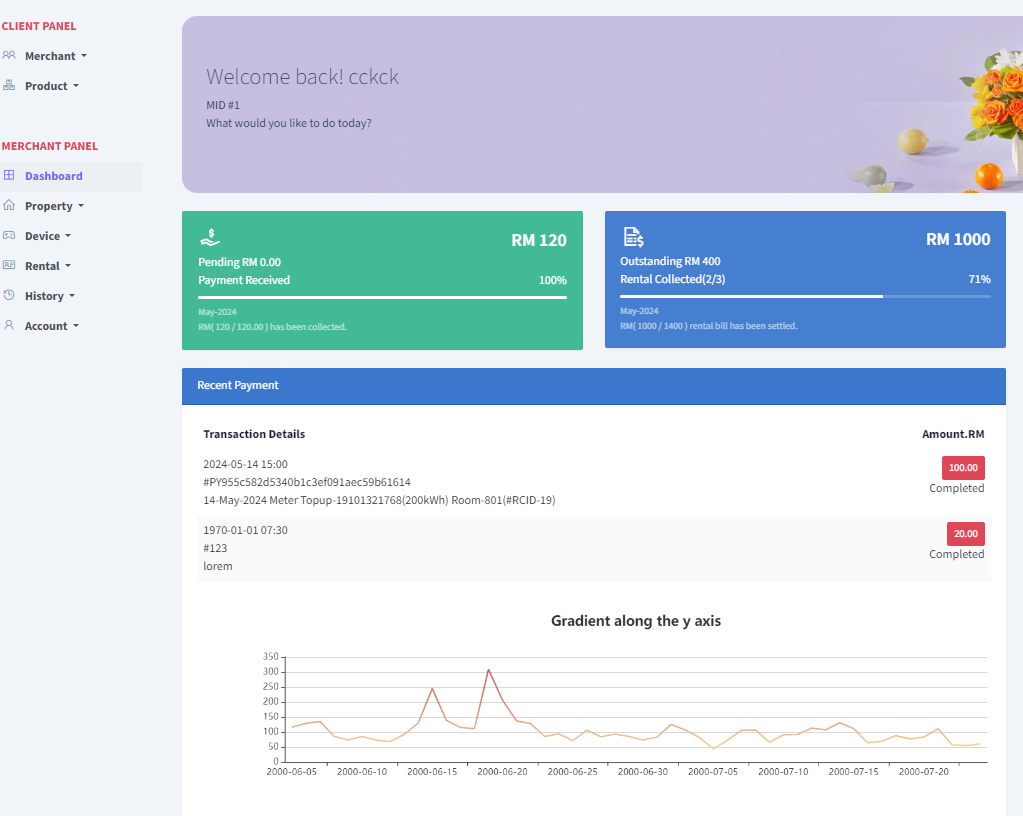 CLIENT PANEL
Merchant
Product
MERCHANT PANEL
Dashboard
Property
Device
Rental
History
Account
Welcome back! cckck
MID #1
What would you like to do today?
RM 120
Pending RM 0.00
Payment Received 100%
May-2024
RM( 120 / 120.00 ) has been collected.
RM 1000
Outstanding RM 400
Rental Collected(2/3) 71%
May-2024
RM( 1000 / 1400 ) rental bill has been settled.
Recent Payment
Transaction Details Amount.RM
2024-05-14 15:00 100.00
#PY955c582d5340b1c3ef091aec59b61614 Completed
14-May-2024 Meter Topup-19101321768(200kWh) Room-801(#RCID-19)
1970-01-01 07:30 20.00
#123 Completed
lorem
Gradient along the y axis
350
300
250
200
150
100
50
0
2000-06-05 2000-06-10 2000-06-15 2000-06-20 2000-06-25 2000-06-30 2000-07-05 2000-07-10 2000-07-15 2000-07-20